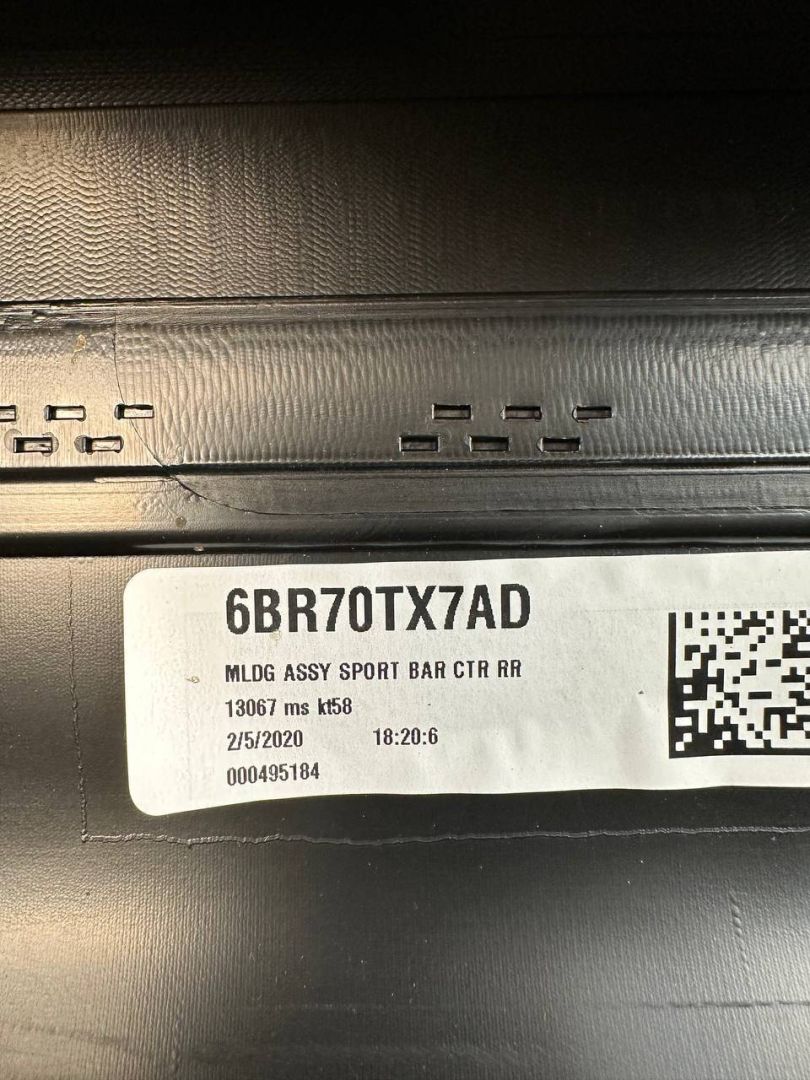 6BR70TX7AD
MLDG ASSY SPORT BAR CTR RR
13067 ms kt58
2/5/2020 18:20:6
000495184